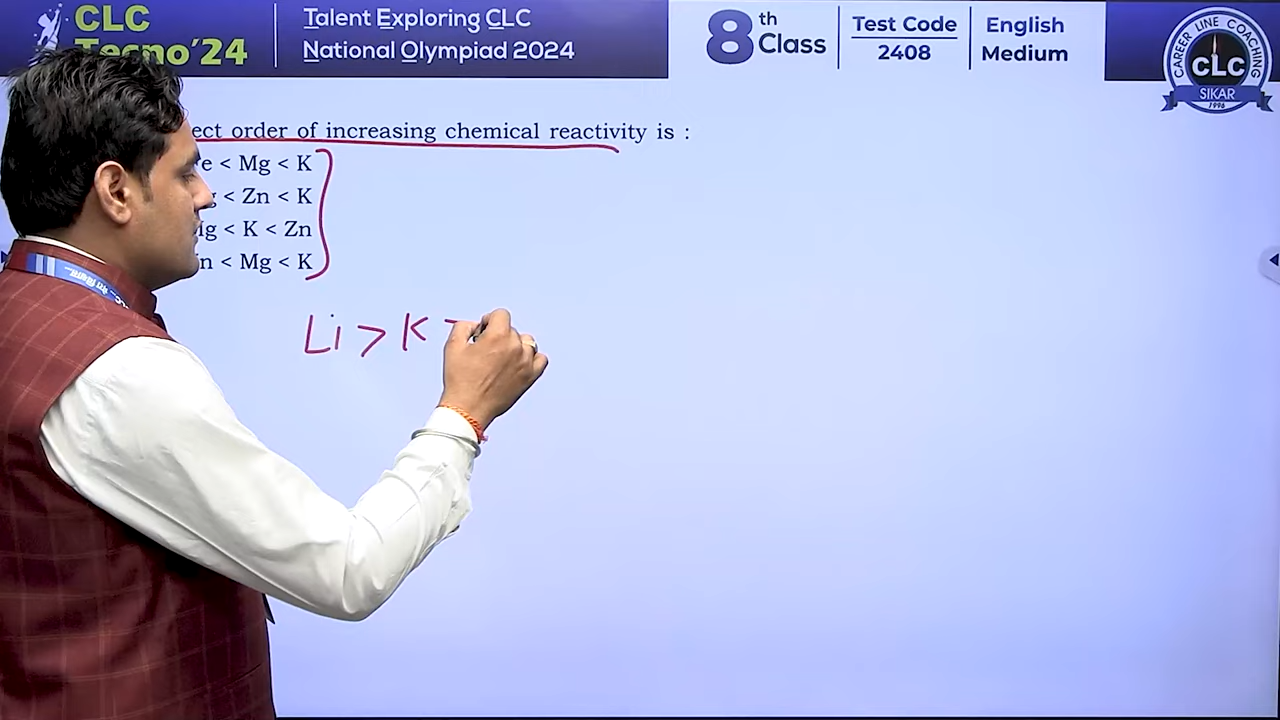 CLC
Tecno'24
Talent Exploring CLC
National Olympiad 2024
8th Class
Test Code
2408
English
Medium
CAREER LINE COACHING
CLC
SIKAR
1996
order of increasing chemical reactivity is :
< Mg < K
< Zn < K
< K < Zn
< Mg < K
Li > K